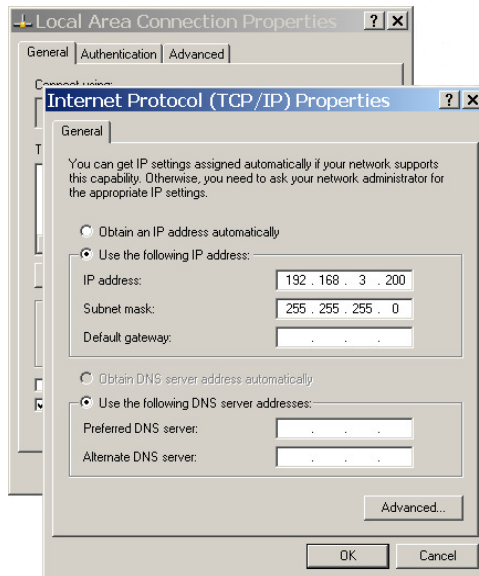 Local Area Connection Properties
General Authentication Advanced
Connect using:
Internet Protocol (TCP/IP) Properties
General
You can get IP settings assigned automatically if your network supports
this capability. Otherwise, you need to ask your network administrator for
the appropriate IP settings.
Obtain an IP address automatically
Use the following IP address:
IP address: 192 . 168 . 3 . 200
Subnet mask: 255 . 255 . 255 . 0
Default gateway: . . .
Obtain DNS server address automatically
Use the following DNS server addresses:
Preferred DNS server: . . .
Alternate DNS server: . . .
Advanced...
OK Cancel